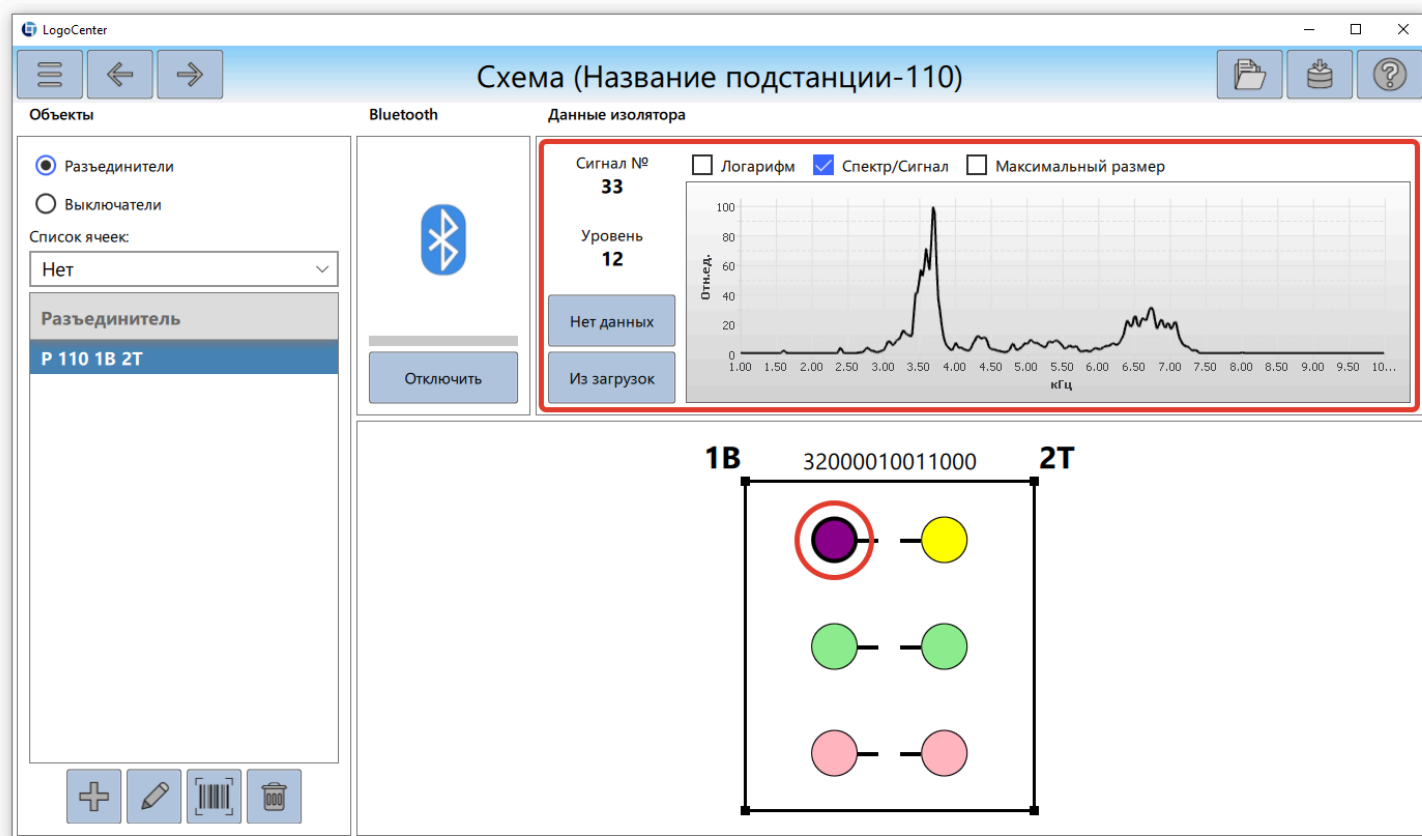 LogoCenter
Схема (Название подстанции-110)
Объекты
Bluetooth
Данные изолятора
Разъединители
Выключатели
Список ячеек:
Нет
Разъединитель
Р 110 1В 2Т
Отключить
Сигнал №
33
Уровень
12
Нет данных
Из загрузок
Логарифм
Спектр/Сигнал
Максимальный размер
Отн.ед.
100
80
60
40
20
0
1.00 1.50 2.00 2.50 3.00 3.50 4.00 4.50 5.00 5.50 6.00 6.50 7.00 7.50 8.00 8.50 9.00 9.50 10...
кГц
1В 32000010011000 2Т